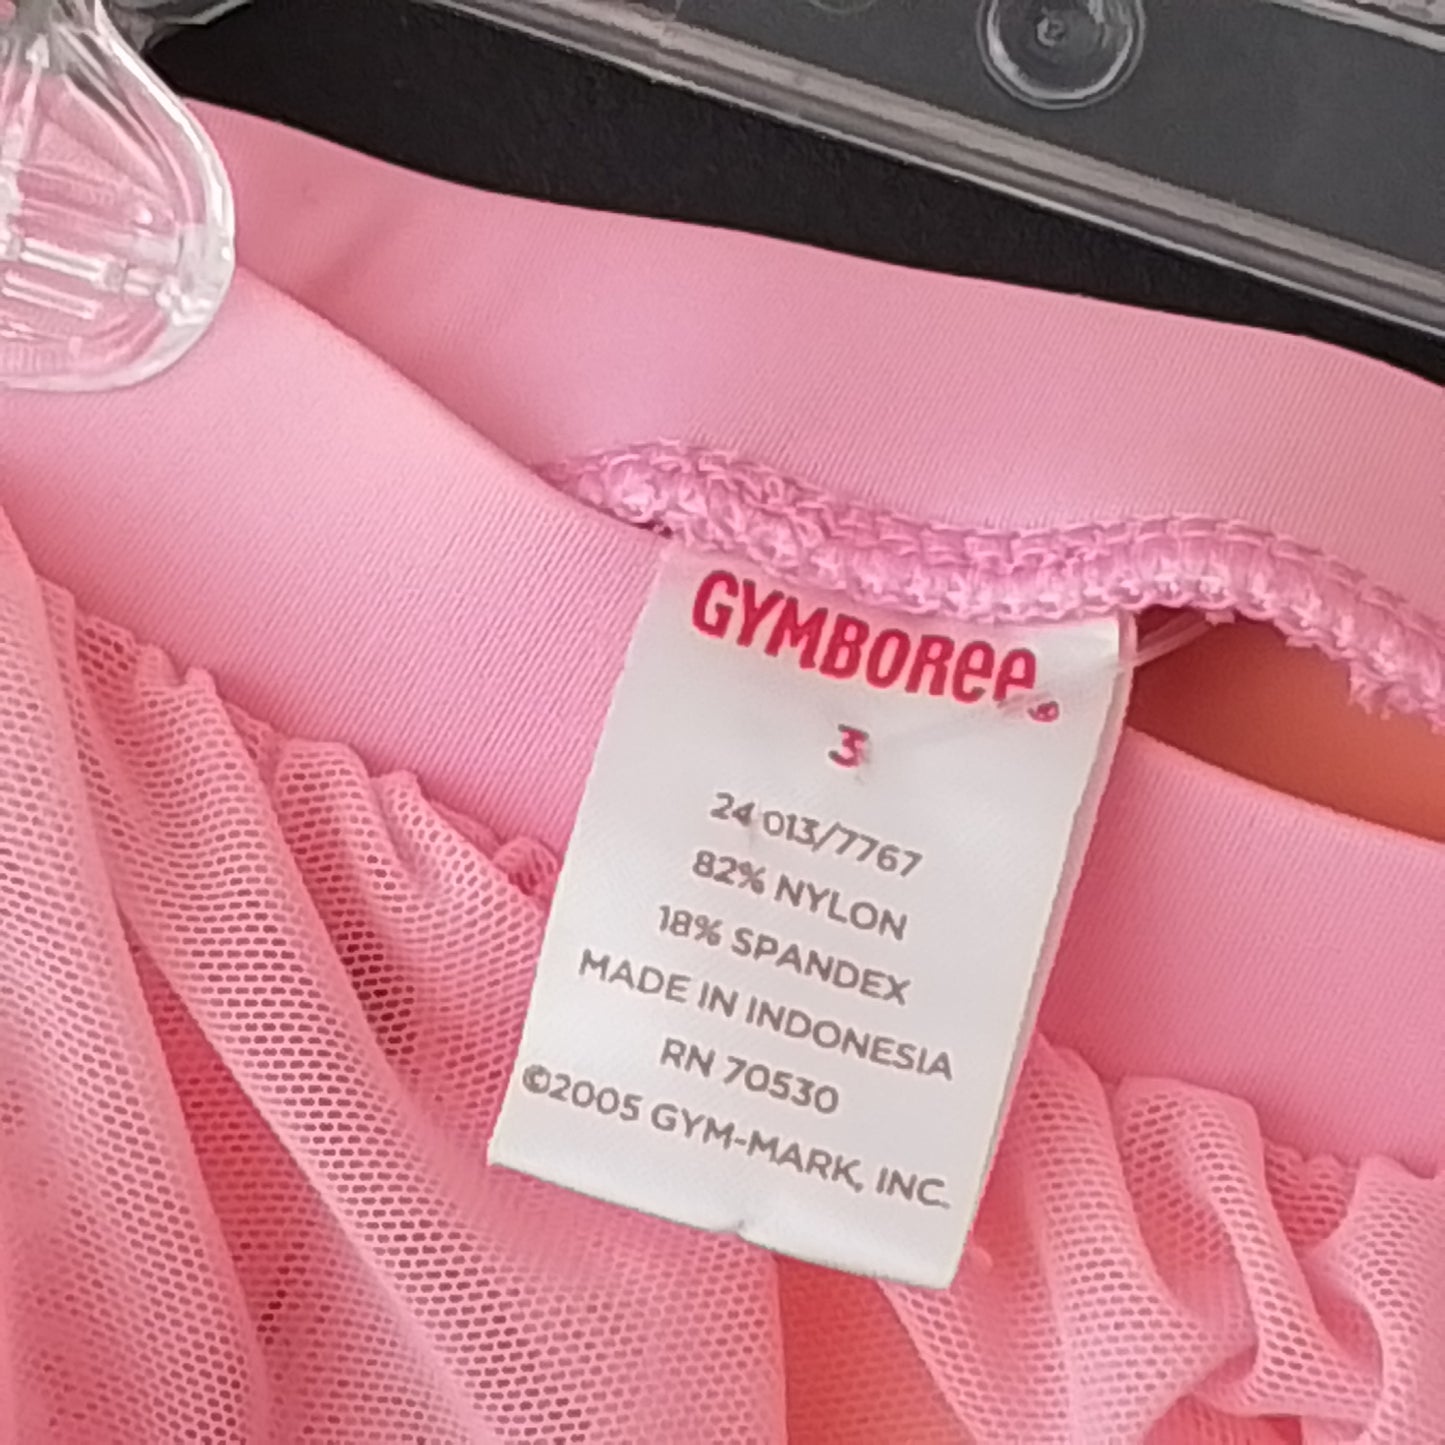 GYMBOREE®
3
24 013/7767
82% NYLON
18% SPANDEX
MADE IN INDONESIA
RN 70530
©2005 GYM-MARK, INC.